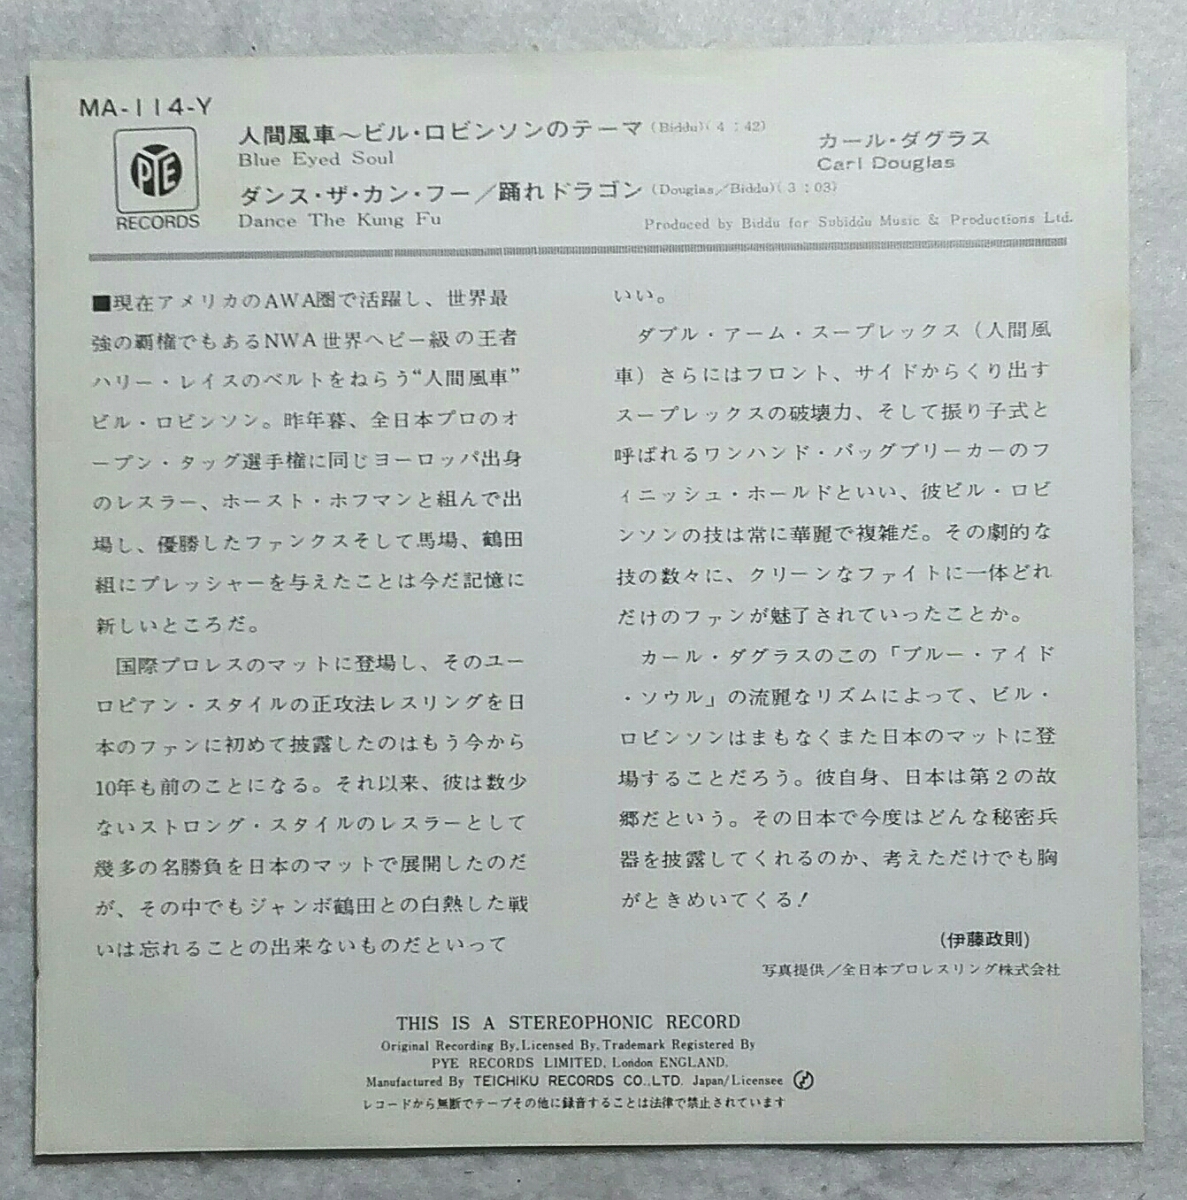 MA-114-Y
PYE
RECORDS
人間風車～ビル・ロビンソンのテーマ (Biddu)(4:42)
Blue Eyed Soul
ダンス・ザ・カン・フー／踊れドラゴン (Douglas／Biddu)(3:03)
Dance The Kung Fu
カール・ダグラス
Carl Douglas
Produced by Biddu for Subiddu Music & Productions Ltd.
■現在アメリカのAWA圏で活躍し、世界最
強の覇権でもあるNWA世界ヘビー級の王者
ハリー・レイスのベルトをねらう“人間風車”
ビル・ロビンソン。昨年暮、全日本プロのオ
ープン・タッグ選手権に同じヨーロッパ出身
のレスラー、ホースト・ホフマンと組んで出
場し、優勝したファンクスそして馬場、鶴田
組にプレッシャーを与えたことは今だ記憶に
新しいところだ。
国際プロレスのマットに登場し、そのユー
ロピアン・スタイルの正攻法レスリングを日
本のファンに初めて披露したのはもう今から
10年も前のことになる。それ以来、彼は数少
ないストロング・スタイルのレスラーとして
幾多の名勝負を日本のマットで展開したのだ
が、その中でもジャンボ鶴田との白熱した戦
いは忘れることの出来ないものだといって
いい。
ダブル・アーム・スープレックス（人間風
車）さらにはフロント、サイドからくり出す
スープレックスの破壊力、そして振り子式と
呼ばれるワンハンド・バッグブリーカーのフ
ィニッシュ・ホールドといい、彼ビル・ロビ
ンソンの技は常に華麗で複雑だ。その劇的な
技の数々に、クリーンなファイトに一体どれ
だけのファンが魅了されていったことか。
カール・ダグラスのこの「ブルー・アイド
・ソウル」の流麗なリズムによって、ビル・
ロビンソンはまもなくまた日本のマットに登
場することだろう。彼自身、日本は第2の故
郷だという。その日本で今度はどんな秘密兵
器を披露してくれるのか、考えただけでも胸
がときめいてくる！
(伊藤政則)
写真提供／全日本プロレスリング株式会社
THIS IS A STEREOPHONIC RECORD
Original Recording By, Licensed By, Trademark Registered By
PYE RECORDS LIMITED, London ENGLAND.
Manufactured By TEICHIKU RECORDS CO.,LTD. Japan/Licensee
レコードから無断でテープその他に録音することは法律で禁止されています